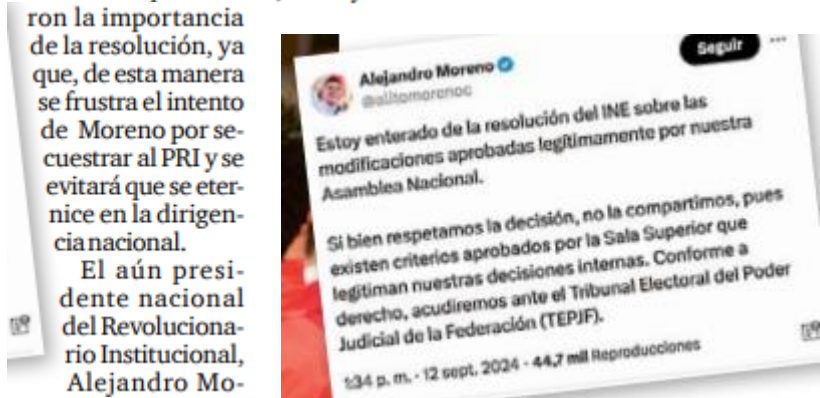 ron la importancia
de la resolución, ya
que, de esta manera
se frustra el intento
de Moreno por se-
cuestrar al PRI y se
evitará que se eter-
nice en la dirigen-
cia nacional.
El aún presi-
dente nacional
del Revoluciona-
rio Institucional,
Alejandro Mo-
Seguir
Alejandro Moreno
@alitomorenoc
Estoy enterado de la resolución del INE sobre las
modificaciones aprobadas legítimamente por nuestra
Asamblea Nacional.
Si bien respetamos la decisión, no la compartimos, pues
existen criterios aprobados por la Sala Superior que
legitiman nuestras decisiones internas. Conforme a
derecho, acudiremos ante el Tribunal Electoral del Poder
Judicial de la Federación (TEPJF).
1:34 p. m. · 12 sept. 2024 · 44,7 mil Reproducciones